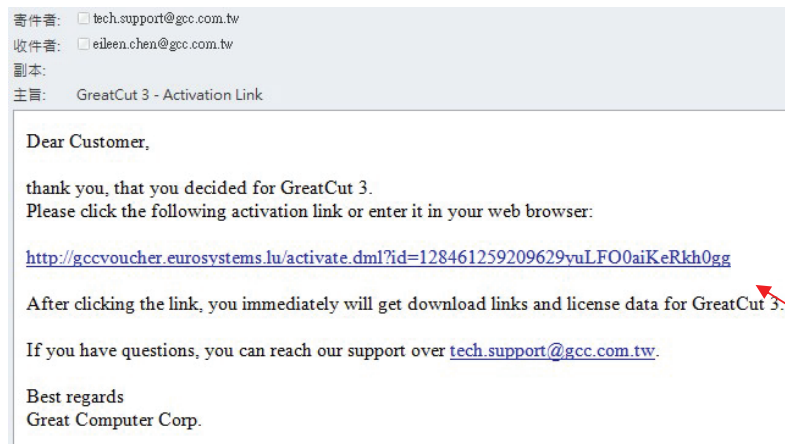 寄件者: tech.support@gcc.com.tw
收件者: eileen.chen@gcc.com.tw
副本:
主旨: GreatCut 3 - Activation Link
Dear Customer,
thank you, that you decided for GreatCut 3.
Please click the following activation link or enter it in your web browser:
http://gccvoucher.eurosystems.lu/activate.dml?id=128461259209629yuLFO0aiKeRkh0gg
After clicking the link, you immediately will get download links and license data for GreatCut 3.
If you have questions, you can reach our support over tech.support@gcc.com.tw.
Best regards
Great Computer Corp.